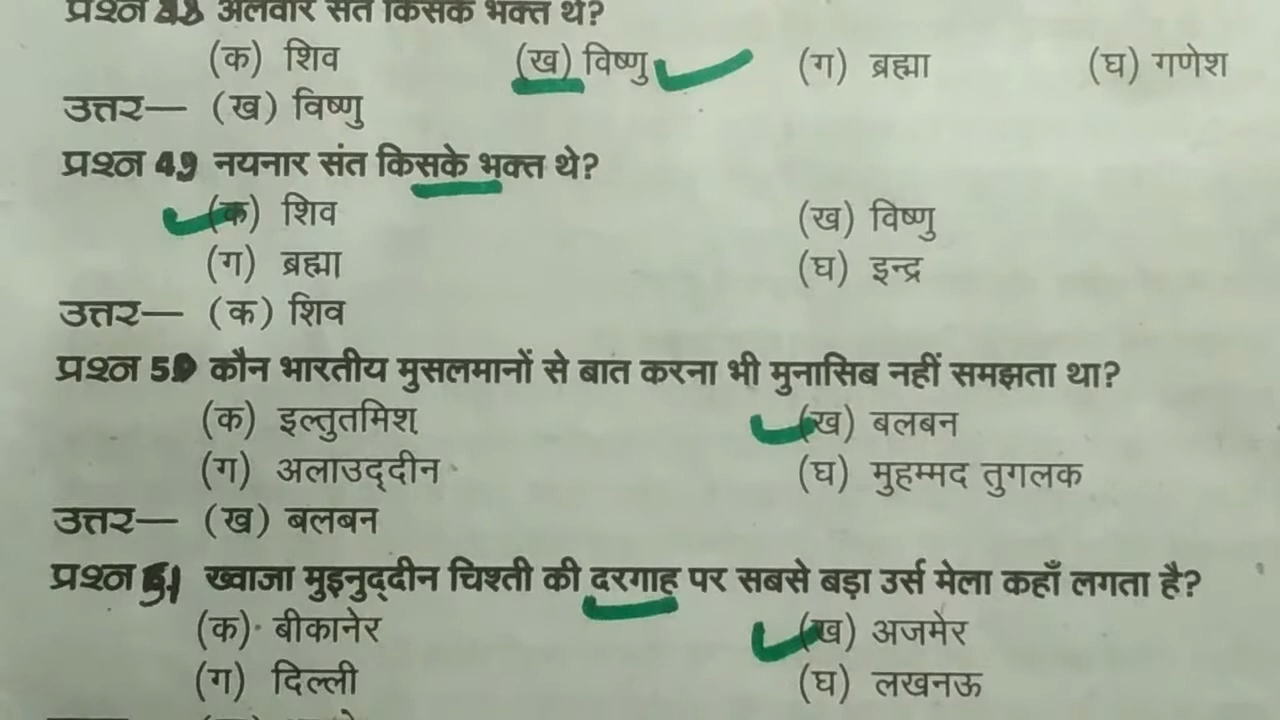 प्रश्न 48 अलवार संत किसके भक्त थे?
(क) शिव (ख) विष्णु (ग) ब्रह्मा (घ) गणेश
उत्तर— (ख) विष्णु
प्रश्न 49 नयनार संत किसके भक्त थे?
(क) शिव (ख) विष्णु
(ग) ब्रह्मा (घ) इन्द्र
उत्तर— (क) शिव
प्रश्न 50 कौन भारतीय मुसलमानों से बात करना भी मुनासिब नहीं समझता था?
(क) इल्तुतमिश (ख) बलबन
(ग) अलाउद्दीन (घ) मुहम्मद तुगलक
उत्तर— (ख) बलबन
प्रश्न 51 ख्वाजा मुइनुद्दीन चिश्ती की दरगाह पर सबसे बड़ा उर्स मेला कहाँ लगता है?
(क) बीकानेर (ख) अजमेर
(ग) दिल्ली (घ) लखनऊ